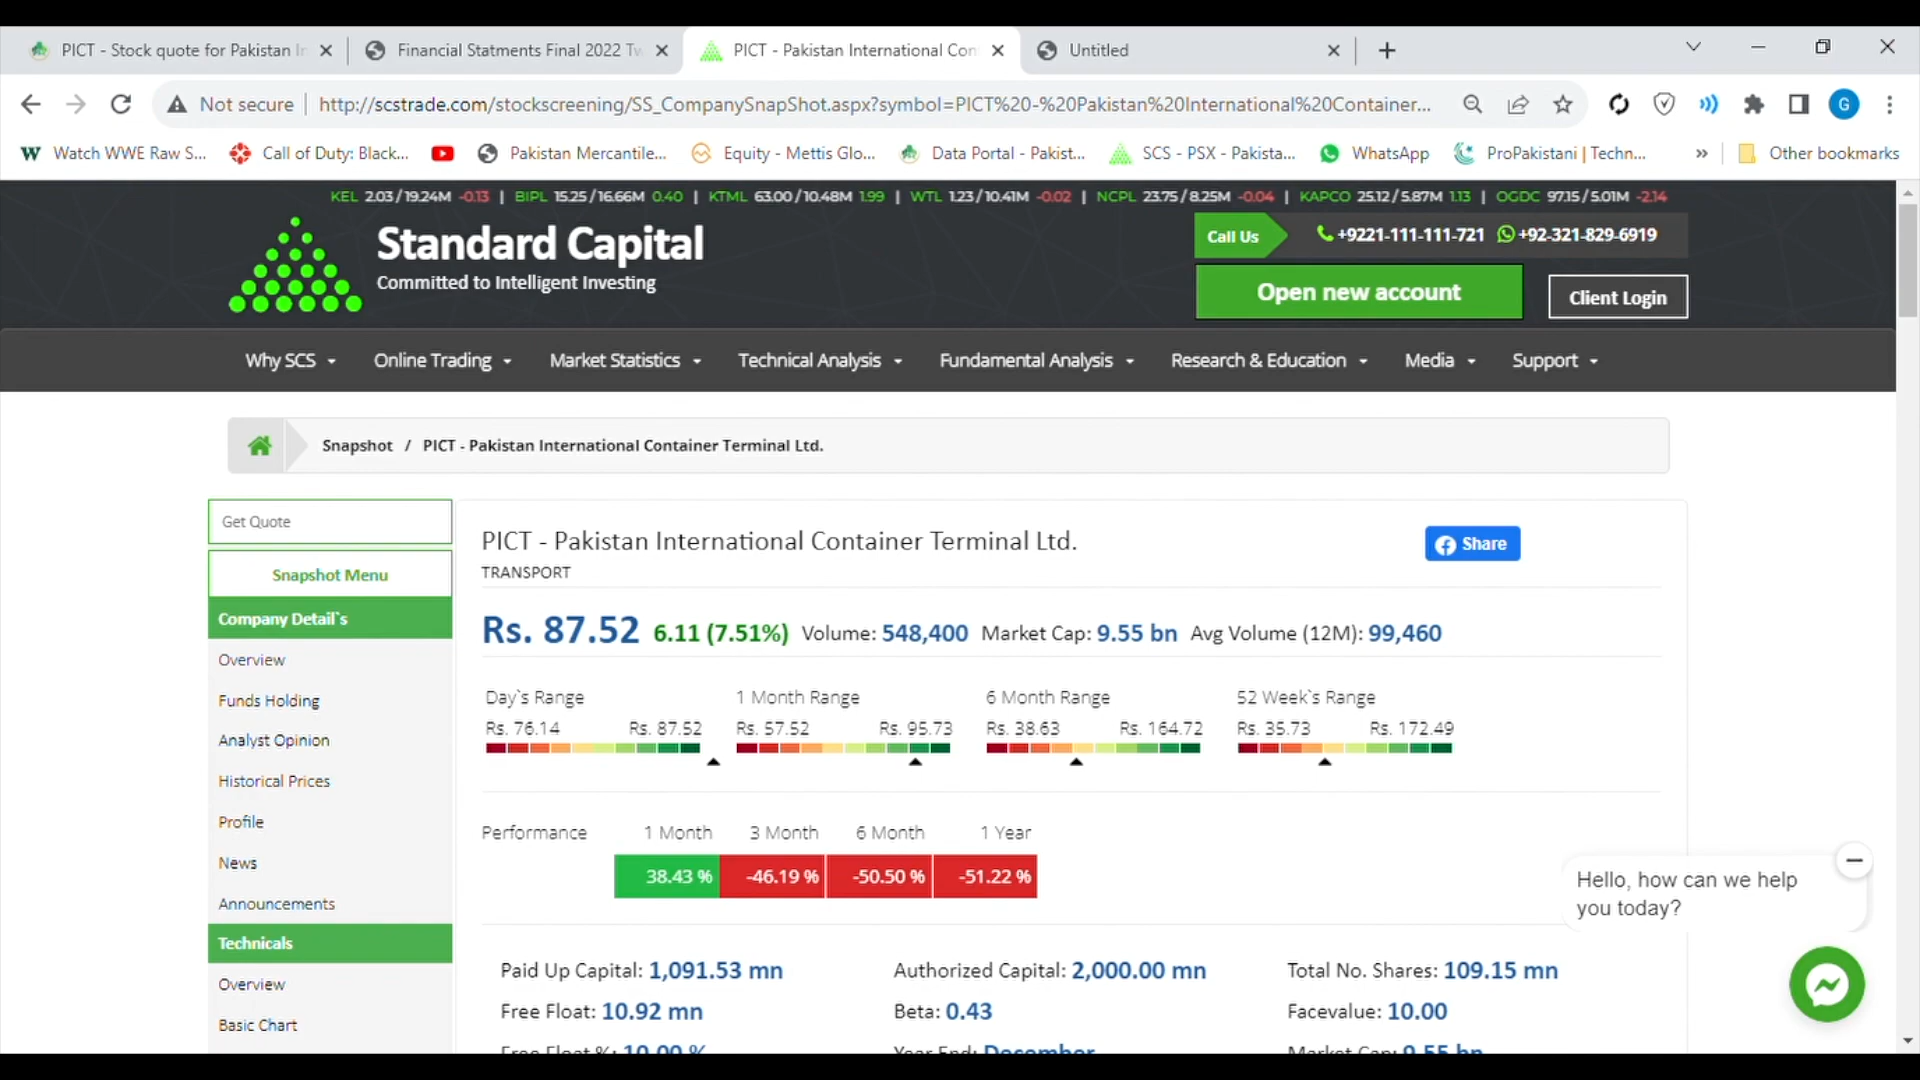 PICT - Stock quote for Pakistan In
Financial Statments Final 2022 Tw
PICT - Pakistan International Con
Untitled
Not secure
http://scstrade.com/stockscreening/SS_CompanySnapShot.aspx?symbol=PICT%20-%20Pakistan%20International%20Container...
G
W Watch WWE Raw S...
Call of Duty: Black...
Pakistan Mercantile...
Equity - Mettis Glo...
Data Portal - Pakist...
SCS - PSX - Pakista...
WhatsApp
ProPakistani | Techn...
»
Other bookmarks
KEL 2.03 / 19.24M -0.13 | BIPL 15.25 / 16.66M 0.40 | KTML 63.00 / 10.48M 1.99 | WTL 1.23 / 10.41M -0.02 | NCPL 23.75 / 8.25M -0.04 | KAPCO 25.12 / 5.87M 1.13 | OGDC 97.15 / 5.01M -2.14
Standard Capital
Committed to Intelligent Investing
Call Us
+9221-111-111-721
+92-321-829-6919
Open new account
Client Login
Why SCS
Online Trading
Market Statistics
Technical Analysis
Fundamental Analysis
Research & Education
Media
Support
Snapshot / PICT - Pakistan International Container Terminal Ltd.
Get Quote
Snapshot Menu
Company Detail`s
Overview
Funds Holding
Analyst Opinion
Historical Prices
Profile
News
Announcements
Technicals
Overview
Basic Chart
PICT - Pakistan International Container Terminal Ltd.
TRANSPORT
Share
Rs. 87.52 6.11 (7.51%) Volume: 548,400 Market Cap: 9.55 bn Avg Volume (12M): 99,460
Day`s Range
Rs. 76.14 Rs. 87.52
1 Month Range
Rs. 57.52 Rs. 95.73
6 Month Range
Rs. 38.63 Rs. 164.72
52 Week`s Range
Rs. 35.73 Rs. 172.49
Performance 1 Month 3 Month 6 Month 1 Year
38.43 % -46.19 % -50.50 % -51.22 %
Paid Up Capital: 1,091.53 mn
Authorized Capital: 2,000.00 mn
Total No. Shares: 109.15 mn
Free Float: 10.92 mn
Beta: 0.43
Facevalue: 10.00
Free Float %: 10.00 %
Year End: December
Market Cap: 9.55 bn
Hello, how can we help
you today?